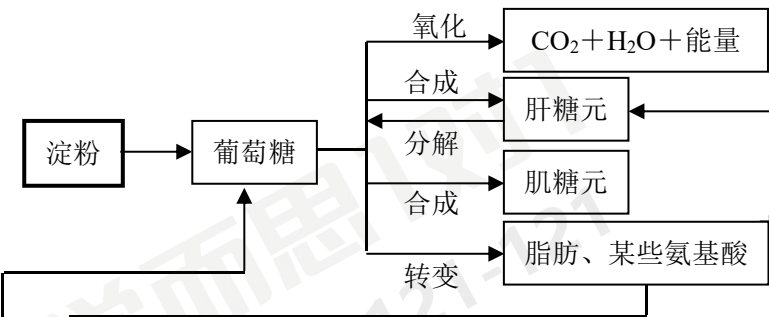 氧化
CO₂＋H₂O＋能量
合成
肝糖元
淀粉
葡萄糖
分解
肌糖元
合成
脂肪、某些氨基酸
转变